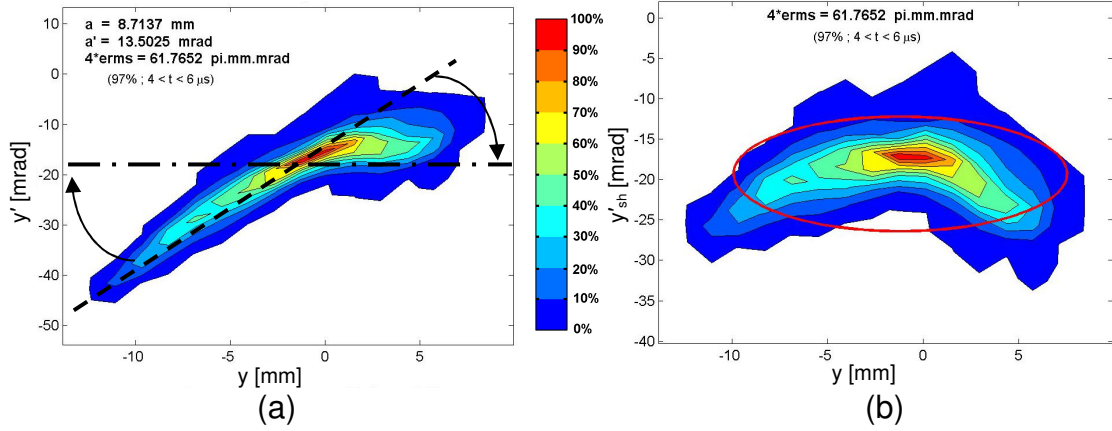 a = 8.7137 mm
a' = 13.5025 mrad
4*erms = 61.7652 pi.mm.mrad
(97% ; 4 < t < 6 μs)
10
0
-10
-20
-30
-40
-50
y' [mrad]
-10
-5
0
5
y [mm]
(a)
100%
90%
80%
70%
60%
50%
40%
30%
20%
10%
0%
4*erms = 61.7652 pi.mm.mrad
(97% ; 4 < t < 6 μs)
0
-5
-10
-15
-20
-25
-30
-35
-40
y'sh [mrad]
-10
-5
0
5
y [mm]
(b)